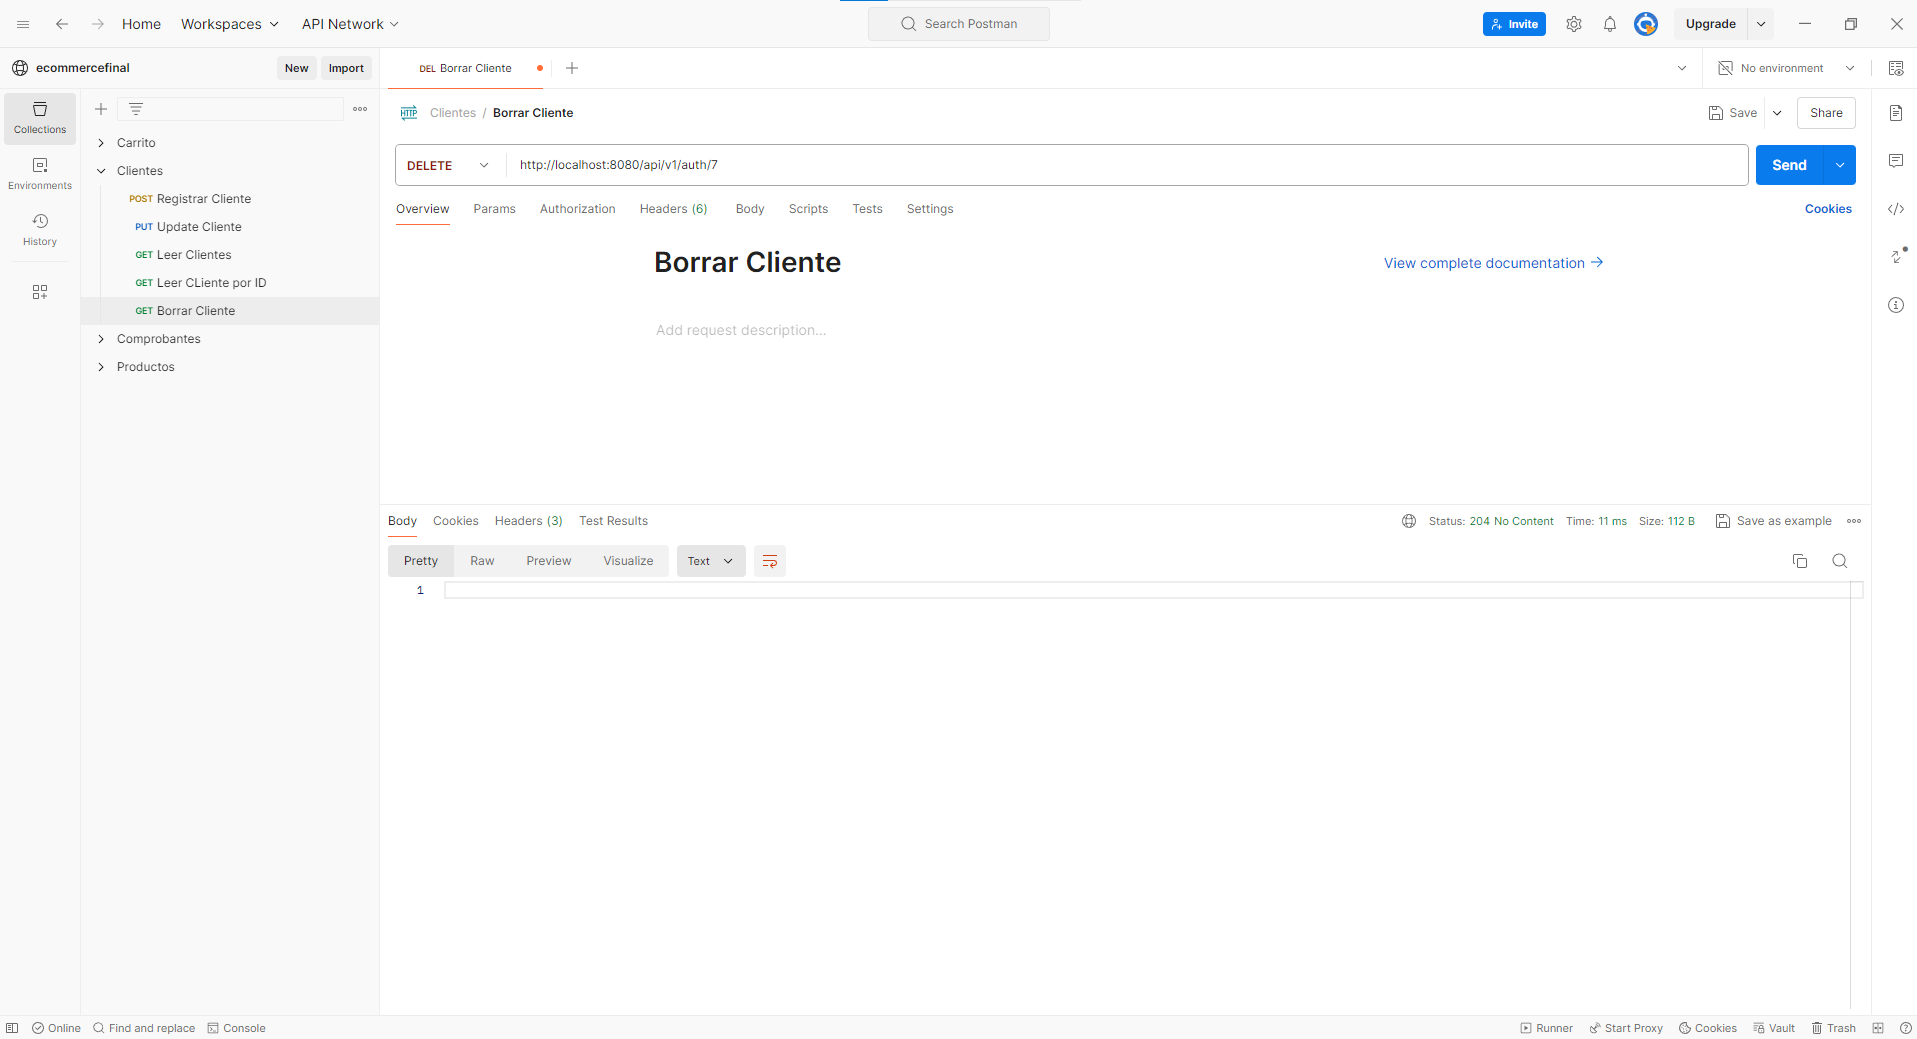 Home Workspaces API Network Search Postman Invite Upgrade
ecommercefinal New Import DEL Borrar Cliente No environment
Collections
Environments
History
Carrito
Clientes
POST Registrar Cliente
PUT Update Cliente
GET Leer Clientes
GET Leer CLiente por ID
GET Borrar Cliente
Comprobantes
Productos
HTTP Clientes / Borrar Cliente Save Share
DELETE http://localhost:8080/api/v1/auth/7 Send
Overview Params Authorization Headers (6) Body Scripts Tests Settings Cookies
Borrar Cliente View complete documentation →
Add request description...
Body Cookies Headers (3) Test Results Status: 204 No Content Time: 11 ms Size: 112 B Save as example
Pretty Raw Preview Visualize Text
1
Online Find and replace Console Runner Start Proxy Cookies Vault Trash